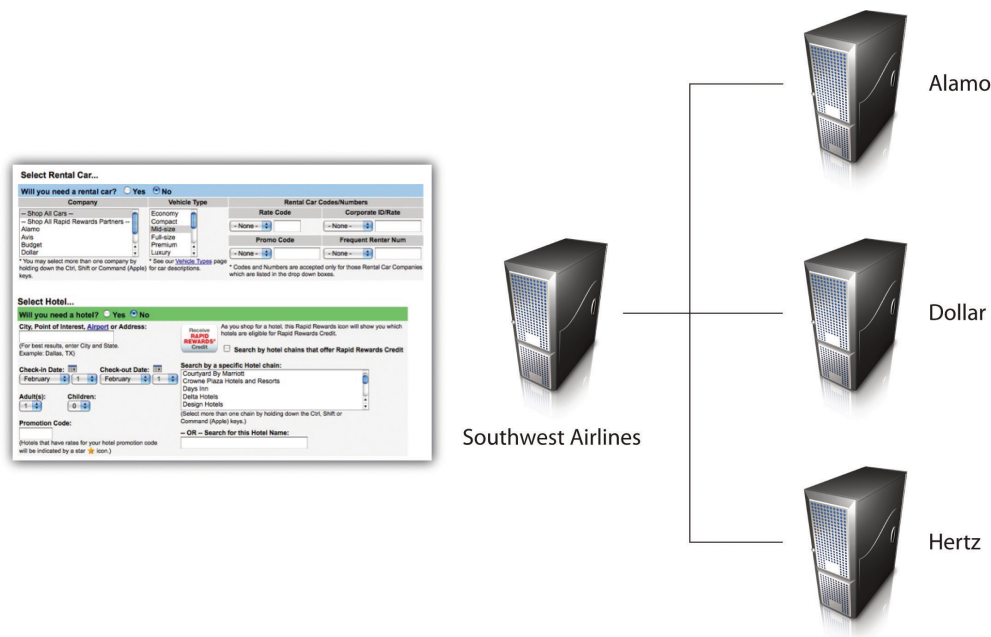 Select Rental Car...
Will you need a rental car? Yes No
Company
Vehicle Type
Rental Car Codes/Numbers
-- Shop All Cars --
-- Shop All Rapid Rewards Partners --
Alamo
Avis
Budget
Dollar
Economy
Compact
Mid-size
Full-size
Premium
Luxury
Rate Code
Corporate ID/Rate
- None -
- None -
Promo Code
Frequent Renter Num
- None -
- None -
* You may select more than one company by
holding down the Ctrl, Shift or Command (Apple)
keys.
* See our Vehicle Types page
for car descriptions.
* Codes and Numbers are accepted only for those Rental Car Companies
which are listed in the drop down boxes.
Select Hotel...
Will you need a hotel? Yes No
City, Point of Interest, Airport or Address:
(For best results, enter City and State.
Example: Dallas, TX)
Receive
RAPID
REWARDS*
Credit
As you shop for a hotel, this Rapid Rewards icon will show you which
hotels are eligible for Rapid Rewards Credit.
Search by hotel chains that offer Rapid Rewards Credit
Check-in Date:
Check-out Date:
February 1
February 1
Adult(s):
Children:
1
0
Promotion Code:
(Hotels that have rates for your hotel promotion code
will be indicated by a star icon.)
Search by a specific Hotel chain:
Courtyard By Marriott
Crowne Plaza Hotels and Resorts
Days Inn
Delta Hotels
Design Hotels
(Select more than one chain by holding down the Ctrl, Shift or
Command (Apple) keys.)
-- OR -- Search for this Hotel Name:
Southwest Airlines
Alamo
Dollar
Hertz